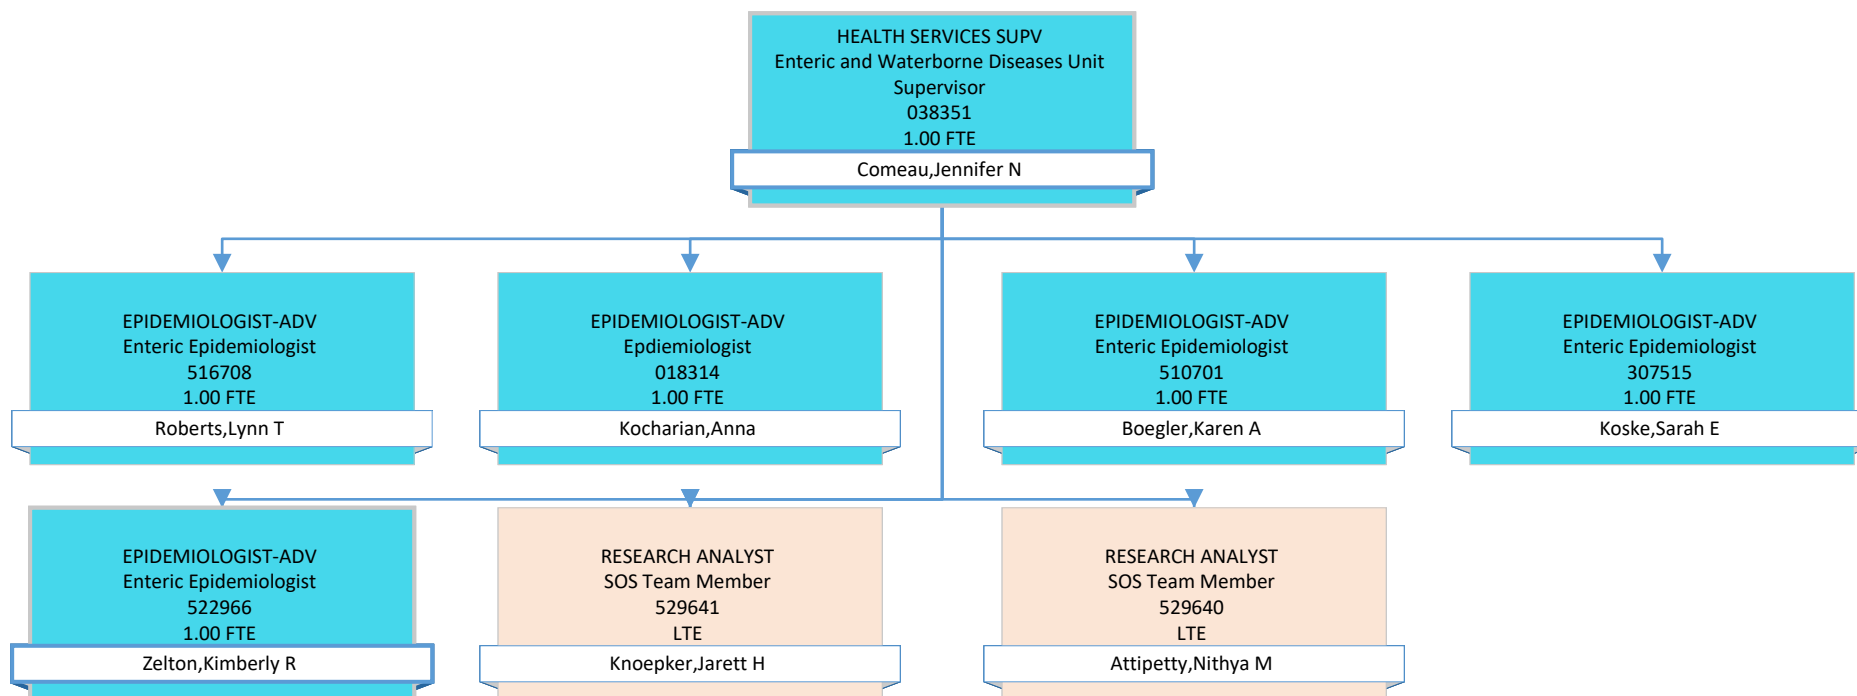 HEALTH SERVICES SUPV
Enteric and Waterborne Diseases Unit
Supervisor
038351
1.00 FTE
Comeau,Jennifer N
EPIDEMIOLOGIST-ADV
Enteric Epidemiologist
516708
1.00 FTE
Roberts,Lynn T
EPIDEMIOLOGIST-ADV
Epdiemiologist
018314
1.00 FTE
Kocharian,Anna
EPIDEMIOLOGIST-ADV
Enteric Epidemiologist
510701
1.00 FTE
Boegler,Karen A
EPIDEMIOLOGIST-ADV
Enteric Epidemiologist
307515
1.00 FTE
Koske,Sarah E
EPIDEMIOLOGIST-ADV
Enteric Epidemiologist
522966
1.00 FTE
Zelton,Kimberly R
RESEARCH ANALYST
SOS Team Member
529641
LTE
Knoepker,Jarett H
RESEARCH ANALYST
SOS Team Member
529640
LTE
Attipetty,Nithya M